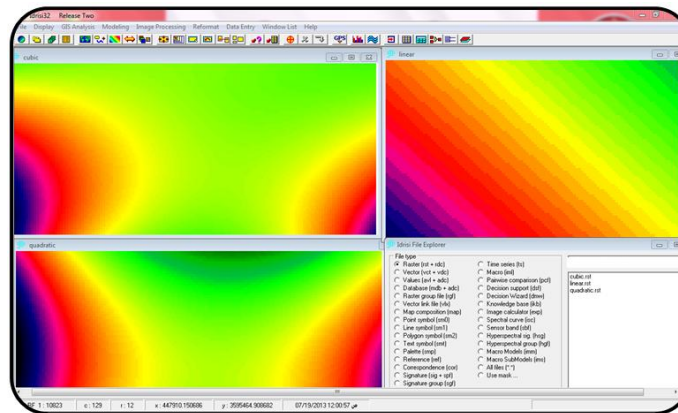 Idrisi32 Release Two
File Display GIS Analysis Modeling Image Processing Reformat Data Entry Window List Help
cubic
linear
quadratic
Idrisi File Explorer
File type
Raster (rst + rdc)
Vector (vct + vdc)
Values (avl + adc)
Database (mdb + adc)
Raster group file (rgf)
Vector link file (vlx)
Map composition (map)
Point symbol (sm0)
Line symbol (sm1)
Polygon symbol (sm2)
Text symbol (smt)
Palette (smp)
Reference (ref)
Correspondence (cor)
Signature (sig + spf)
Signature group (sgf)
Time series (ts)
Macro (iml)
Pairwise comparison (pcf)
Decision support (dsf)
Decision Wizard (dmw)
Knowledge base (ikb)
Image calculator (exp)
Spectral curve (isc)
Sensor band (sbf)
Hyperspectral sig. (hsg)
Hyperspectral group (hgf)
Macro Models (imm)
Macro SubModels (ims)
All files (*.*)
Use mask ...
cubic.rst
linear.rst
quadratic.rst
RF 1 : 10823 c : 129 r : 12 x : 447910.150686 y : 3595464.908682 07/19/2013 12:00:57 ص